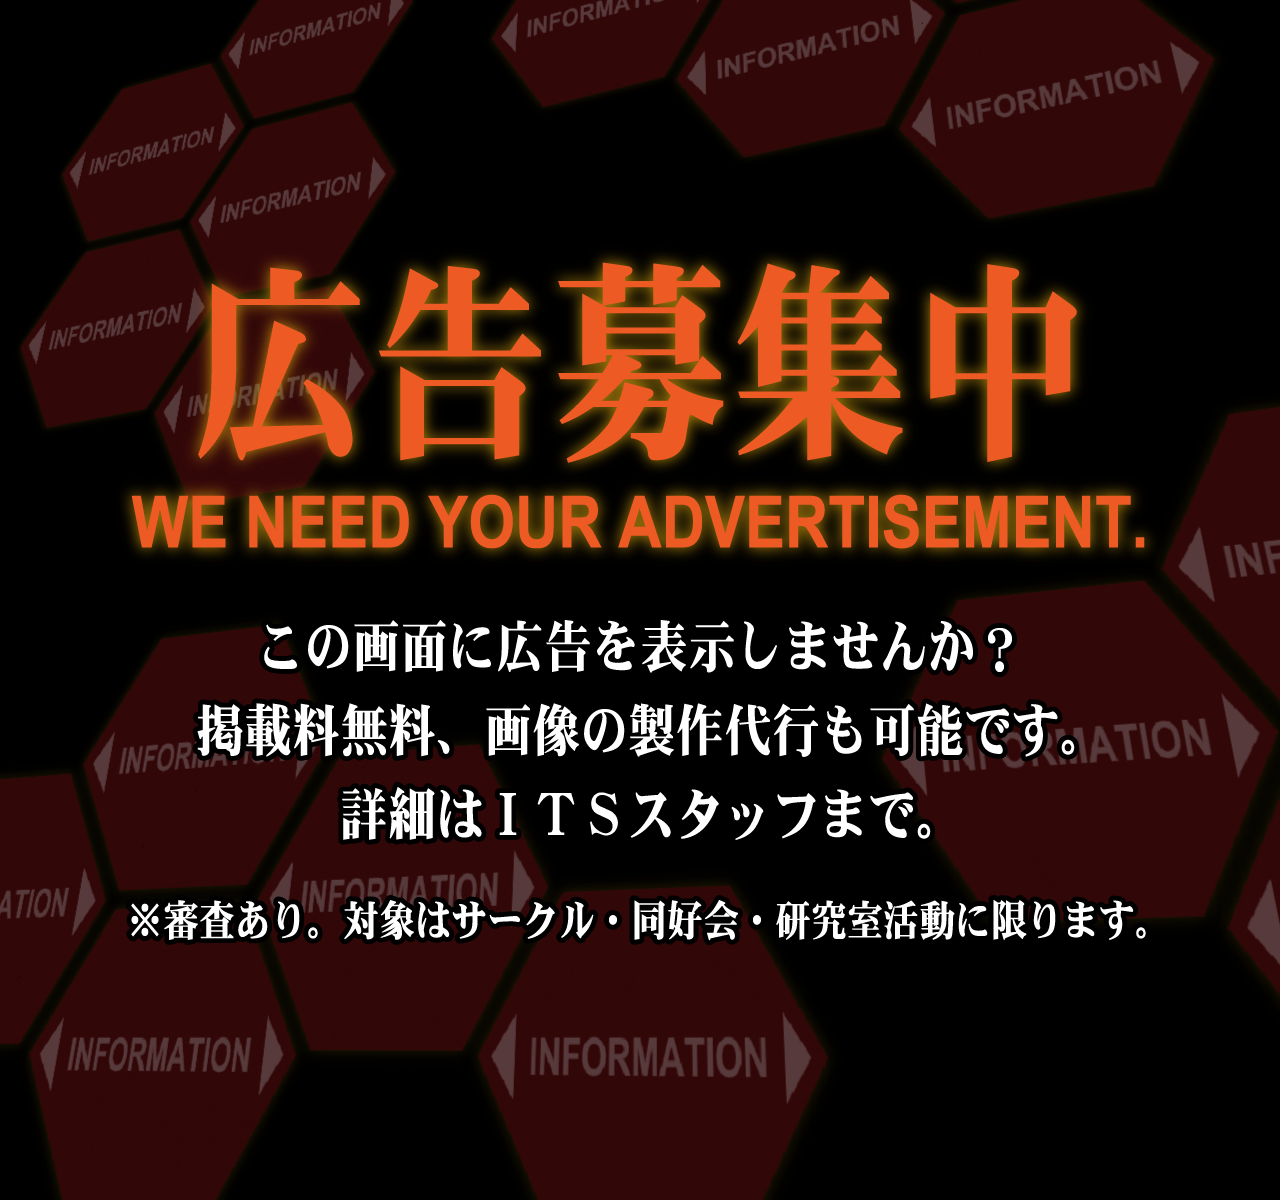 INFORMATION
INFORMATION
INFORMATION
INFORMATION
INFORMATION
INFORMATION
INFORMATION
INFORMATION
広告募集中
WE NEED YOUR ADVERTISEMENT.
この画面に広告を表示しませんか？
掲載料無料、画像の製作代行も可能です。
詳細はＩＴＳスタッフまで。
※審査あり。対象はサークル・同好会・研究室活動に限ります。
INF
INFORMATION
INFORMATION
ATION
INFORMATION
INFORMATION
INFORMATION